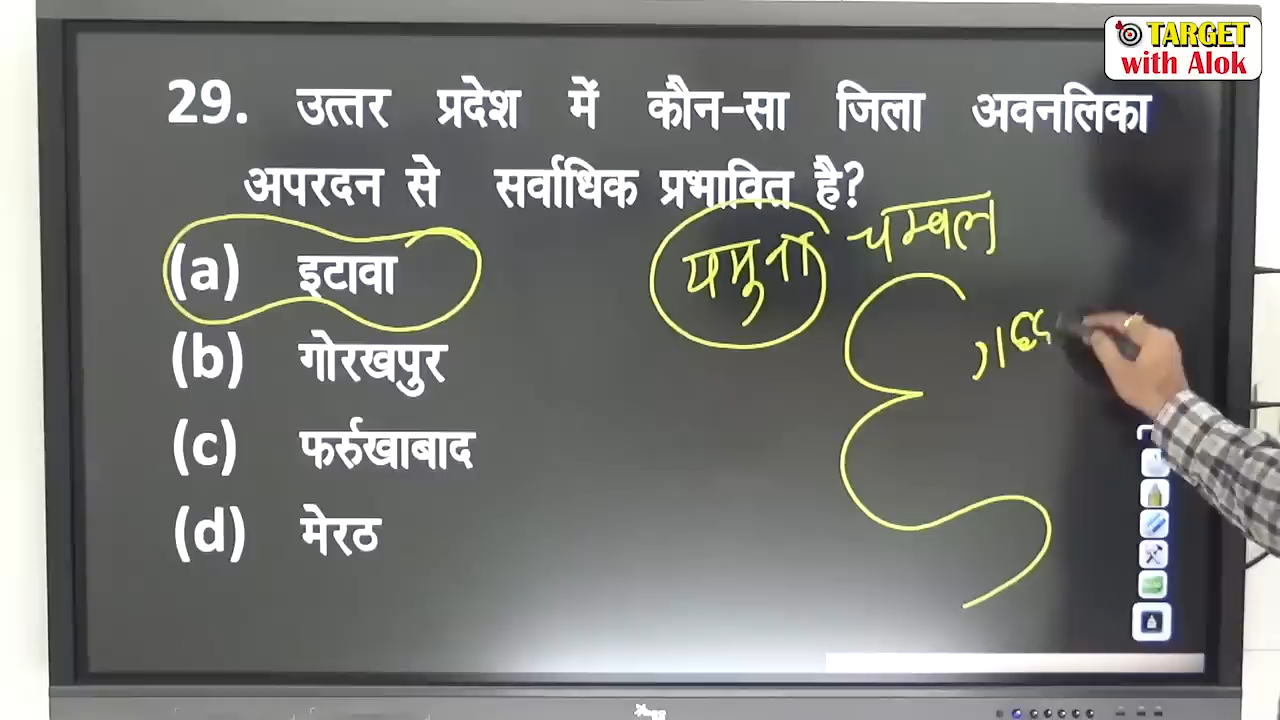 TARGET
with Alok
29. उत्तर प्रदेश में कौन-सा जिला अवनलिका
अपरदन से सर्वाधिक प्रभावित है?
यमुना चम्बल
(a) इटावा
(b) गोरखपुर
(c) फर्रुखाबाद
(d) मेरठ